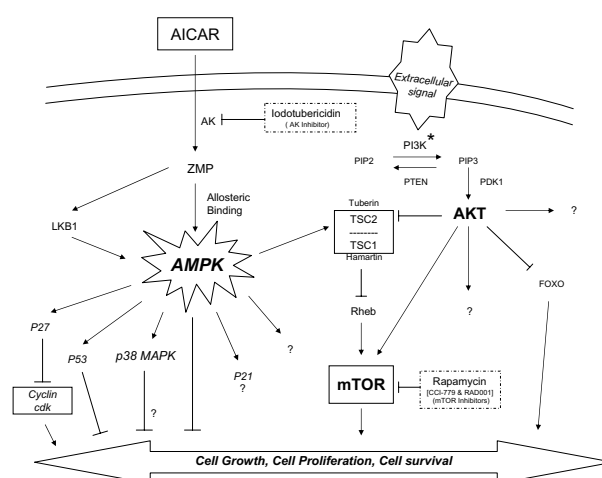 AICAR
Extracellular
signal
AK
Iodotubericidin
( AK Inhibitor)
PI3K *
PIP2
PIP3
PTEN
PDK1
ZMP
Allosteric
Binding
LKB1
Tuberin
TSC2
--------
TSC1
Hamartin
AKT
?
AMPK
FOXO
?
Rheb
P27
P53
p38 MAPK
P21
?
?
?
Cyclin
cdk
mTOR
Rapamycin
[CCI-779 & RAD001]
(mTOR Inhibitors)
Cell Growth, Cell Proliferation, Cell survival